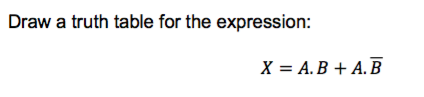 Draw a truth table for the expression:
X = A.B + A.B̅